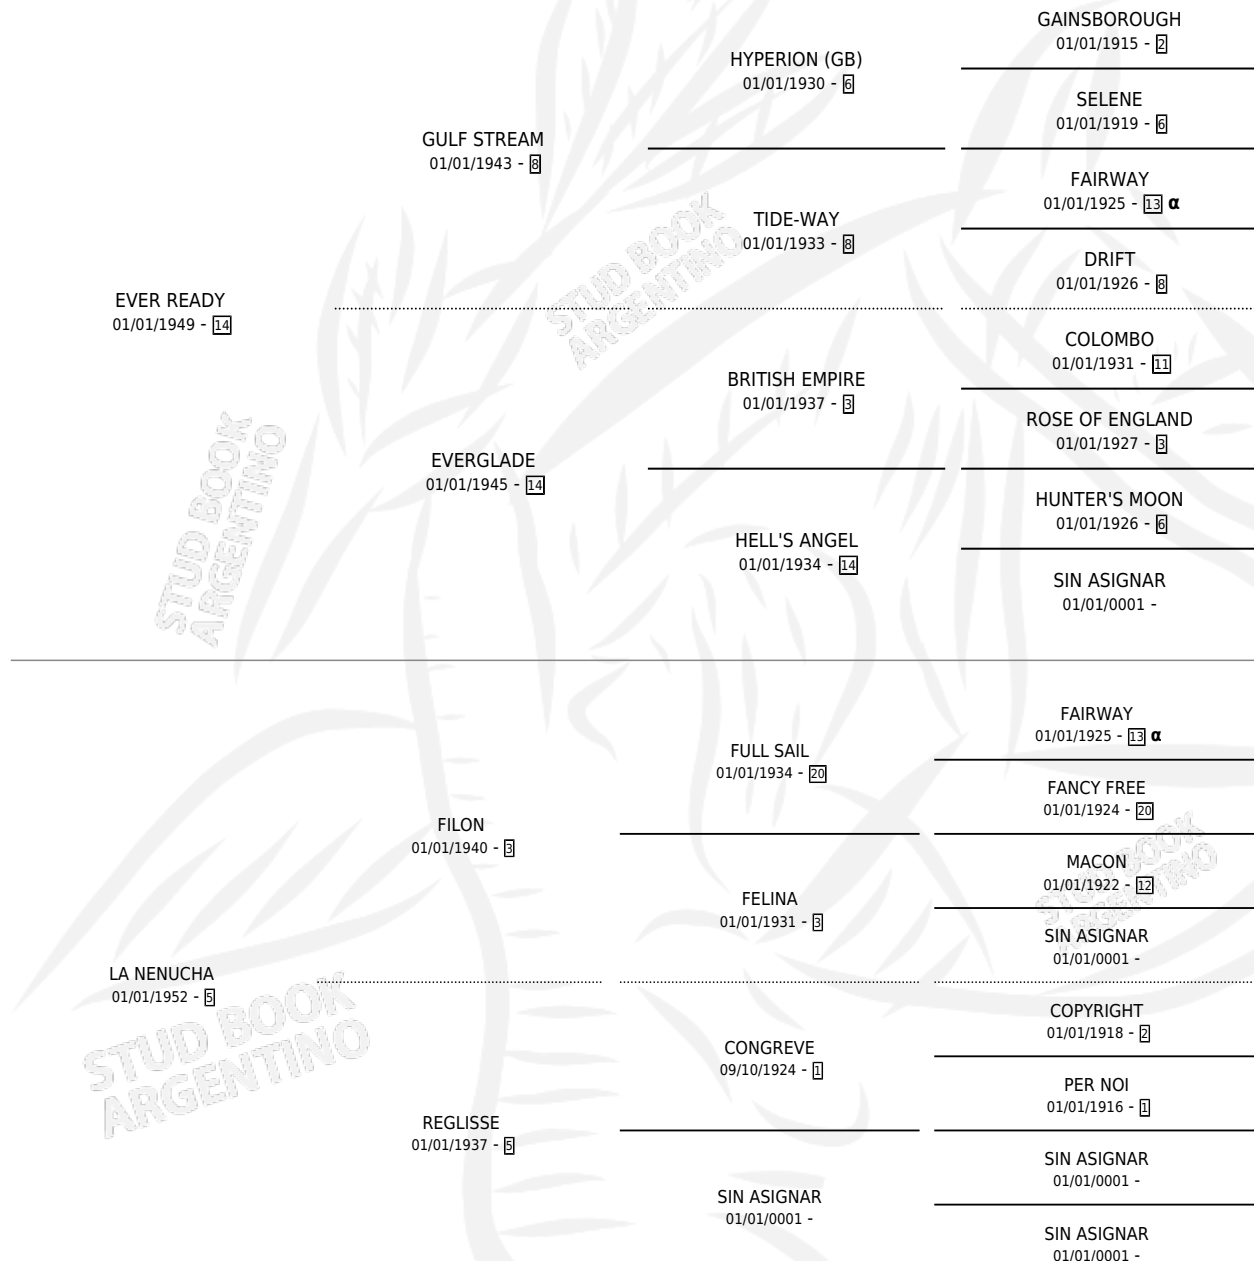 GAINSBOROUGH
01/01/1915 - 2
HYPERION (GB)
01/01/1930 - 6
SELENE
01/01/1919 - 6
GULF STREAM
01/01/1943 - 8
FAIRWAY
01/01/1925 - 13 α
TIDE-WAY
01/01/1933 - 8
DRIFT
01/01/1926 - 8
EVER READY
01/01/1949 - 14
COLOMBO
01/01/1931 - 11
BRITISH EMPIRE
01/01/1937 - 3
ROSE OF ENGLAND
01/01/1927 - 3
EVERGLADE
01/01/1945 - 14
HUNTER'S MOON
01/01/1926 - 6
HELL'S ANGEL
01/01/1934 - 14
SIN ASIGNAR
01/01/0001 -
FAIRWAY
01/01/1925 - 13 α
FULL SAIL
01/01/1934 - 20
FANCY FREE
01/01/1924 - 20
FILON
01/01/1940 - 3
MACON
01/01/1922 - 12
FELINA
01/01/1931 - 3
SIN ASIGNAR
01/01/0001 -
LA NENUCHA
01/01/1952 - 5
COPYRIGHT
01/01/1918 - 2
CONGREVE
09/10/1924 - 1
PER NOI
01/01/1916 - 1
REGLISSE
01/01/1937 - 5
SIN ASIGNAR
01/01/0001 -
SIN ASIGNAR
01/01/0001 -
SIN ASIGNAR
01/01/0001 -
STUD BOOK
ARGENTINO
STUD BOOK
ARGENTINO
STUD BOOK
ARGENTINO
STUD BOOK
ARGENTINO